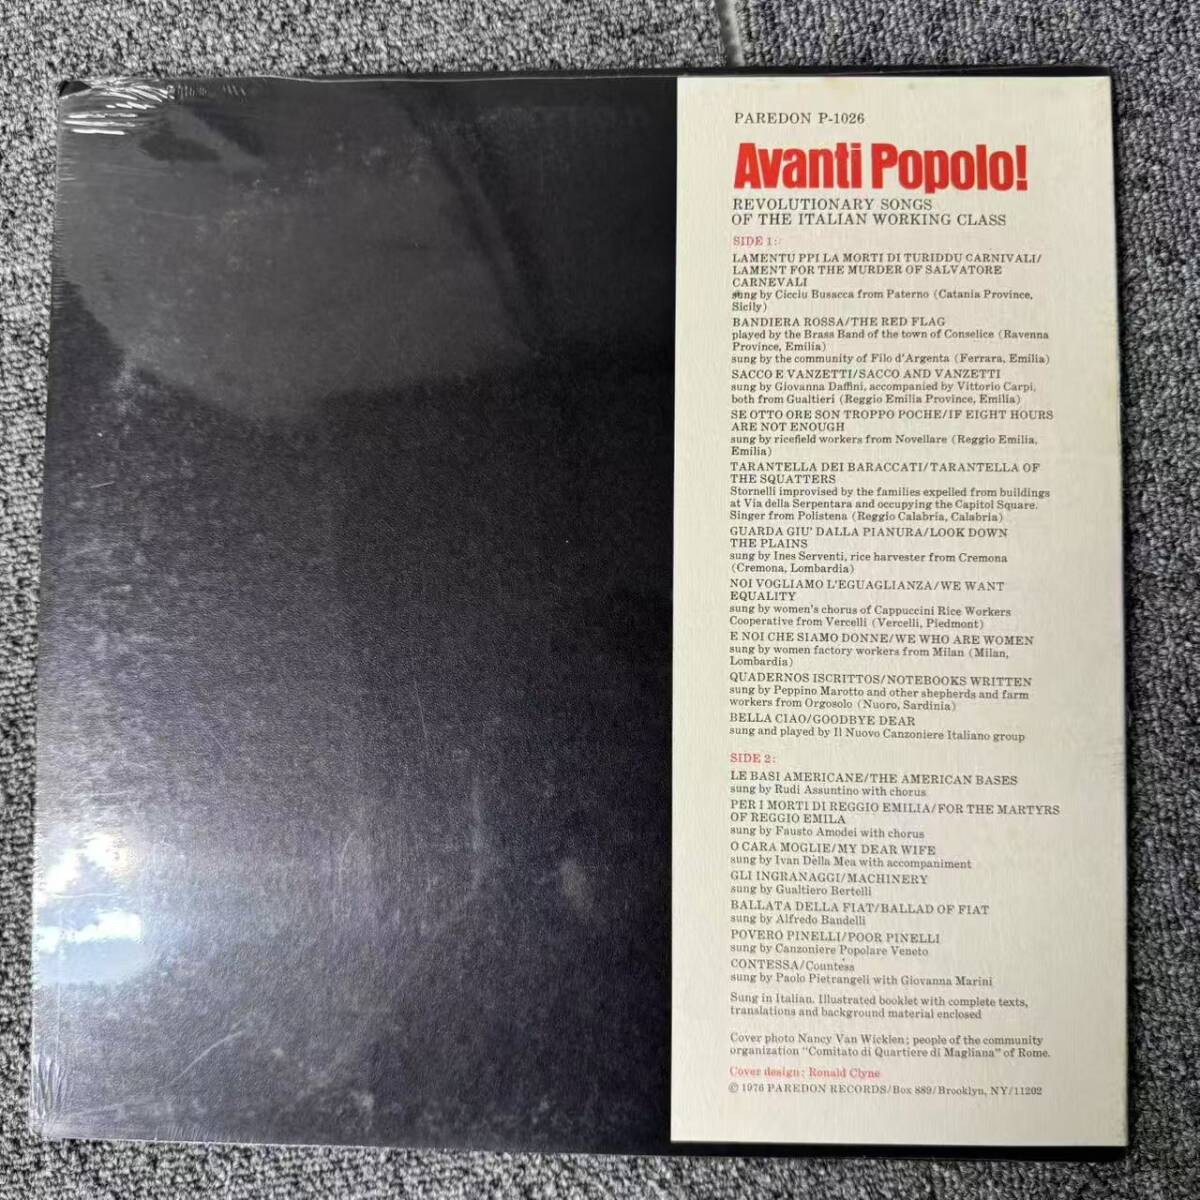 PAREDON P-1026
Avanti Popolo!
REVOLUTIONARY SONGS
OF THE ITALIAN WORKING CLASS
SIDE 1:
LAMENTU PPI LA MORTI DI TURIDDU CARNIVALI/
LAMENT FOR THE MURDER OF SALVATORE
CARNEVALI
sung by Cicciu Busacca from Paterno (Catania Province,
Sicily)
BANDIERA ROSSA/THE RED FLAG
played by the Brass Band of the town of Conselice (Ravenna
Province, Emilia)
sung by the community of Filo d'Argenta (Ferrara, Emilia)
SACCO E VANZETTI/SACCO AND VANZETTI
sung by Giovanna Daffini, accompanied by Vittorio Carpi,
both from Gualtieri (Reggio Emilia Province, Emilia)
SE OTTO ORE SON TROPPO POCHE/IF EIGHT HOURS
ARE NOT ENOUGH
sung by ricefield workers from Novellare (Reggio Emilia,
Emilia)
TARANTELLA DEI BARACCATI/TARANTELLA OF
THE SQUATTERS
Stornelli improvised by the families expelled from buildings
at Via della Serpentara and occupying the Capitol Square.
Singer from Polistena (Reggio Calabria, Calabria)
GUARDA GIU' DALLA PIANURA/LOOK DOWN
THE PLAINS
sung by Ines Serventi, rice harvester from Cremona
(Cremona, Lombardia)
NOI VOGLIAMO L'EGUAGLIANZA/WE WANT
EQUALITY
sung by women's chorus of Cappuccini Rice Workers
Cooperative from Vercelli (Vercelli, Piedmont)
E NOI CHE SIAMO DONNE/WE WHO ARE WOMEN
sung by women factory workers from Milan (Milan,
Lombardia)
QUADERNOS ISCRITTOS/NOTEBOOKS WRITTEN
sung by Peppino Marotto and other shepherds and farm
workers from Orgosolo (Nuoro, Sardinia)
BELLA CIAO/GOODBYE DEAR
sung and played by Il Nuovo Canzoniere Italiano group
SIDE 2:
LE BASI AMERICANE/THE AMERICAN BASES
sung by Rudi Assuntino with chorus
PER I MORTI DI REGGIO EMILIA/FOR THE MARTYRS
OF REGGIO EMILA
sung by Fausto Amodei with chorus
O CARA MOGLIE/MY DEAR WIFE
sung by Ivan Della Mea with accompaniment
GLI INGRANAGGI/MACHINERY
sung by Gualtiero Bertelli
BALLATA DELLA FIAT/BALLAD OF FIAT
sung by Alfredo Bandelli
POVERO PINELLI/POOR PINELLI
sung by Canzoniere Popolare Veneto
CONTESSA/Countess
sung by Paolo Pietrangeli with Giovanna Marini
Sung in Italian. Illustrated booklet with complete texts,
translations and background material enclosed
Cover photo Nancy Van Wicklen; people of the community
organization "Comitato di Quartiere di Magliana" of Rome.
Cover design: Ronald Clyne
© 1976 PAREDON RECORDS/Box 889/Brooklyn, NY/11202